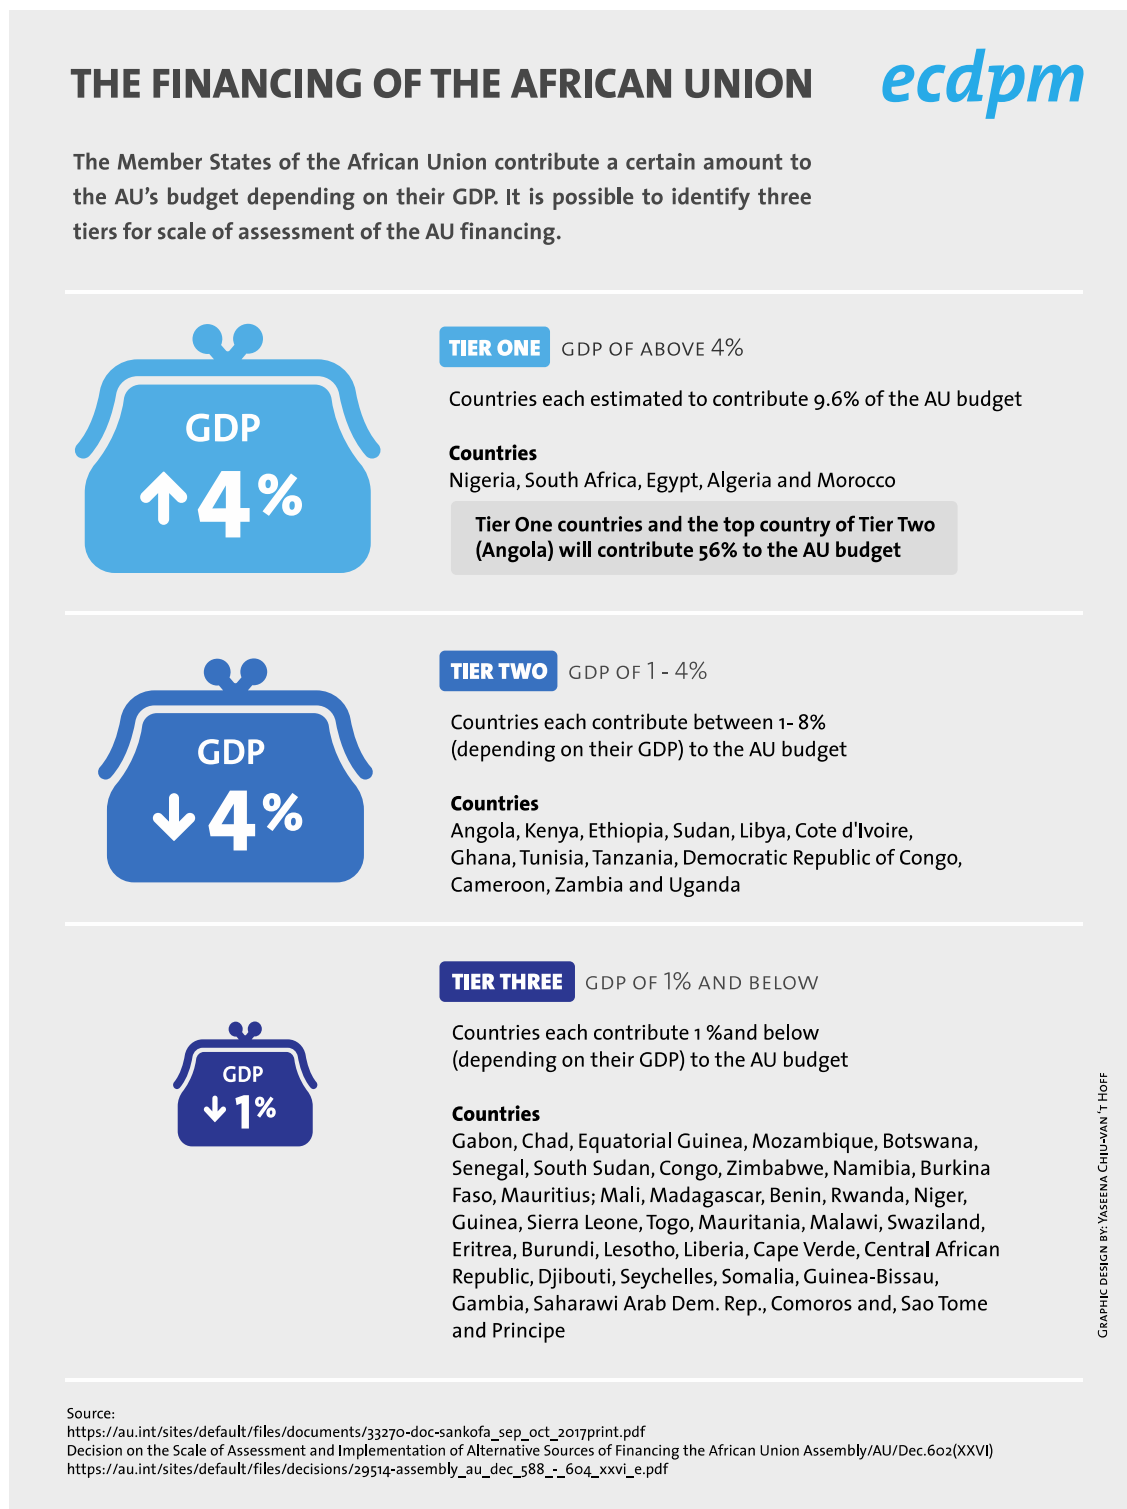 THE FINANCING OF THE AFRICAN UNION
ecdpm
The Member States of the African Union contribute a certain amount to
the AU's budget depending on their GDP. It is possible to identify three
tiers for scale of assessment of the AU financing.
GDP
↑4%
TIER ONE GDP OF ABOVE 4%
Countries each estimated to contribute 9.6% of the AU budget
Countries
Nigeria, South Africa, Egypt, Algeria and Morocco
Tier One countries and the top country of Tier Two
(Angola) will contribute 56% to the AU budget
GDP
↓4%
TIER TWO GDP OF 1 - 4%
Countries each contribute between 1- 8%
(depending on their GDP) to the AU budget
Countries
Angola, Kenya, Ethiopia, Sudan, Libya, Cote d'Ivoire,
Ghana, Tunisia, Tanzania, Democratic Republic of Congo,
Cameroon, Zambia and Uganda
GDP
↓1%
TIER THREE GDP OF 1% AND BELOW
Countries each contribute 1 %and below
(depending on their GDP) to the AU budget
Countries
Gabon, Chad, Equatorial Guinea, Mozambique, Botswana,
Senegal, South Sudan, Congo, Zimbabwe, Namibia, Burkina
Faso, Mauritius; Mali, Madagascar, Benin, Rwanda, Niger,
Guinea, Sierra Leone, Togo, Mauritania, Malawi, Swaziland,
Eritrea, Burundi, Lesotho, Liberia, Cape Verde, Central African
Republic, Djibouti, Seychelles, Somalia, Guinea-Bissau,
Gambia, Saharawi Arab Dem. Rep., Comoros and, Sao Tome
and Principe
GRAPHIC DESIGN BY: YASEENA CHIU-VAN 'T HOFF
Source:
https://au.int/sites/default/files/documents/33270-doc-sankofa_sep_oct_2017print.pdf
Decision on the Scale of Assessment and Implementation of Alternative Sources of Financing the African Union Assembly/AU/Dec.602(XXVI)
https://au.int/sites/default/files/decisions/29514-assembly_au_dec_588_-_604_xxvi_e.pdf